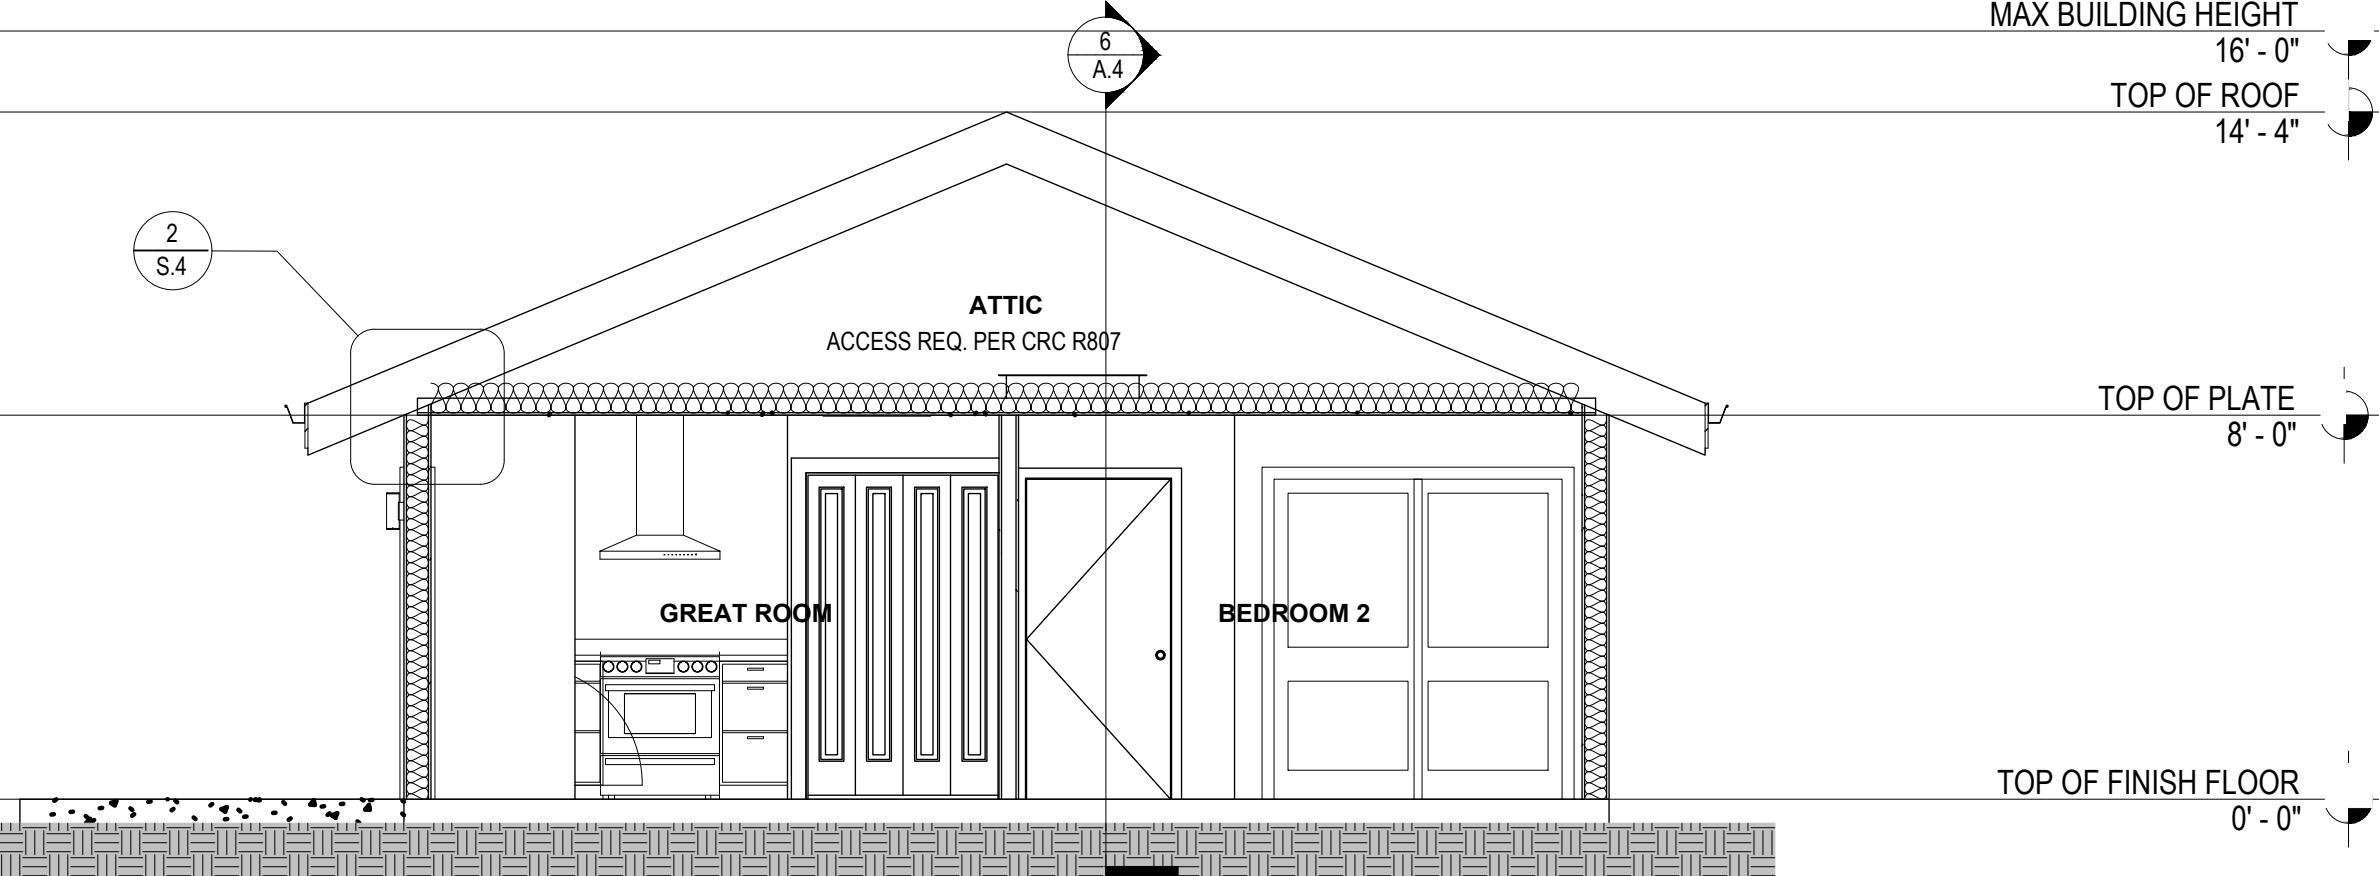 MAX BUILDING HEIGHT
16' - 0"
6
A.4
TOP OF ROOF
14' - 4"
2
S.4
ATTIC
ACCESS REQ. PER CRC R807
TOP OF PLATE
8' - 0"
GREAT ROOM
BEDROOM 2
TOP OF FINISH FLOOR
0' - 0"